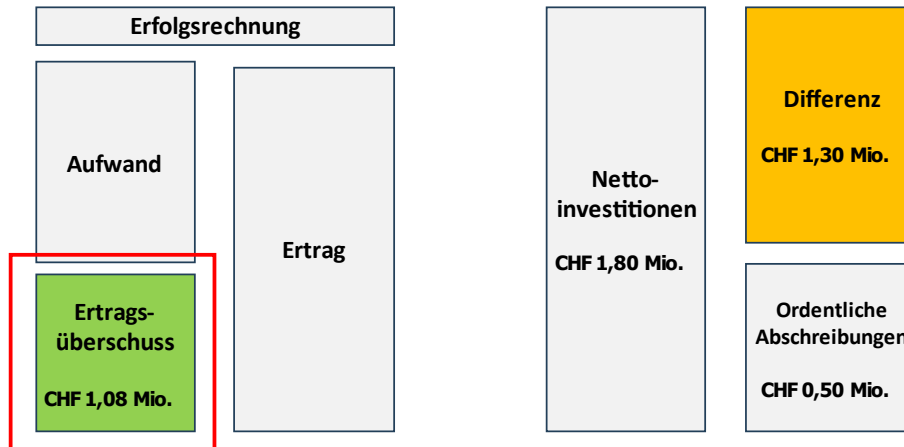 Erfolgsrechnung
Aufwand
Ertrags-
überschuss
CHF 1,08 Mio.
Ertrag
Netto-
investitionen
CHF 1,80 Mio.
Differenz
CHF 1,30 Mio.
Ordentliche
Abschreibungen
CHF 0,50 Mio.